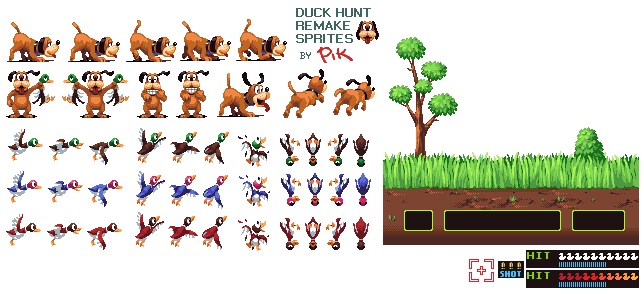 DUCK HUNT
REMAKE
SPRITES
BY PiK
SHOT
HIT
HIT